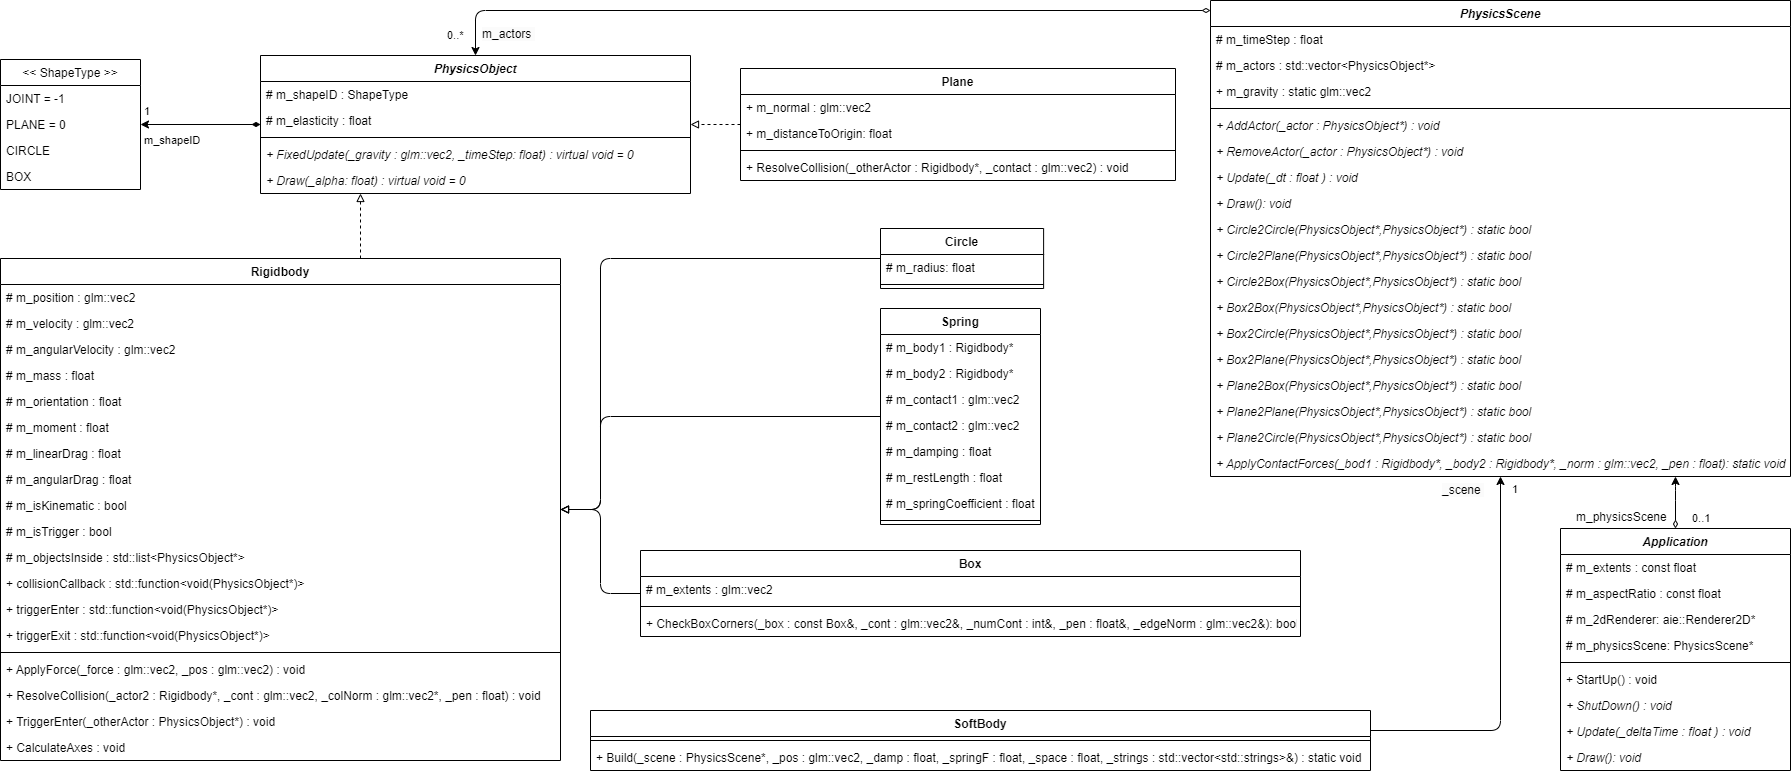 0..*
m_actors
<< ShapeType >>
JOINT = -1
PLANE = 0
CIRCLE
BOX
1
m_shapeID
PhysicsObject
# m_shapeID : ShapeType
# m_elasticity : float
+ FixedUpdate(_gravity : glm::vec2, _timeStep: float) : virtual void = 0
+ Draw(_alpha: float) : virtual void = 0
Plane
+ m_normal : glm::vec2
+ m_distanceToOrigin: float
+ ResolveCollision(_otherActor : Rigidbody*, _contact : glm::vec2) : void
PhysicsScene
# m_timeStep : float
# m_actors : std::vector<PhysicsObject*>
+ m_gravity : static glm::vec2
+ AddActor(_actor : PhysicsObject*) : void
+ RemoveActor(_actor : PhysicsObject*) : void
+ Update(_dt : float ) : void
+ Draw(): void
+ Circle2Circle(PhysicsObject*,PhysicsObject*) : static bool
+ Circle2Plane(PhysicsObject*,PhysicsObject*) : static bool
+ Circle2Box(PhysicsObject*,PhysicsObject*) : static bool
+ Box2Box(PhysicsObject*,PhysicsObject*) : static bool
+ Box2Circle(PhysicsObject*,PhysicsObject*) : static bool
+ Box2Plane(PhysicsObject*,PhysicsObject*) : static bool
+ Plane2Box(PhysicsObject*,PhysicsObject*) : static bool
+ Plane2Plane(PhysicsObject*,PhysicsObject*) : static bool
+ Plane2Circle(PhysicsObject*,PhysicsObject*) : static bool
+ ApplyContactForces(_bod1 : Rigidbody*, _body2 : Rigidbody*, _norm : glm::vec2, _pen : float): static void
Rigidbody
# m_position : glm::vec2
# m_velocity : glm::vec2
# m_angularVelocity : glm::vec2
# m_mass : float
# m_orientation : float
# m_moment : float
# m_linearDrag : float
# m_angularDrag : float
# m_isKinematic : bool
# m_isTrigger : bool
# m_objectsInside : std::list<PhysicsObject*>
+ collisionCallback : std::function<void(PhysicsObject*)>
+ triggerEnter : std::function<void(PhysicsObject*)>
+ triggerExit : std::function<void(PhysicsObject*)>
+ ApplyForce(_force : glm::vec2, _pos : glm::vec2) : void
+ ResolveCollision(_actor2 : Rigidbody*, _cont : glm::vec2, _colNorm : glm::vec2*, _pen : float) : void
+ TriggerEnter(_otherActor : PhysicsObject*) : void
+ CalculateAxes : void
Circle
# m_radius: float
Spring
# m_body1 : Rigidbody*
# m_body2 : Rigidbody*
# m_contact1 : glm::vec2
# m_contact2 : glm::vec2
# m_damping : float
# m_restLength : float
# m_springCoefficient : float
Box
# m_extents : glm::vec2
+ CheckBoxCorners(_box : const Box&, _cont : glm::vec2&, _numCont : int&, _pen : float&, _edgeNorm : glm::vec2&): boo
SoftBody
+ Build(_scene : PhysicsScene*, _pos : glm::vec2, _damp : float, _springF : float, _space : float, _strings : std::vector<std::strings>&) : static void
_scene
1
m_physicsScene
0..1
Application
# m_extents : const float
# m_aspectRatio : const float
# m_2dRenderer: aie::Renderer2D*
# m_physicsScene: PhysicsScene*
+ StartUp() : void
+ ShutDown() : void
+ Update(_deltaTime : float ) : void
+ Draw(): void